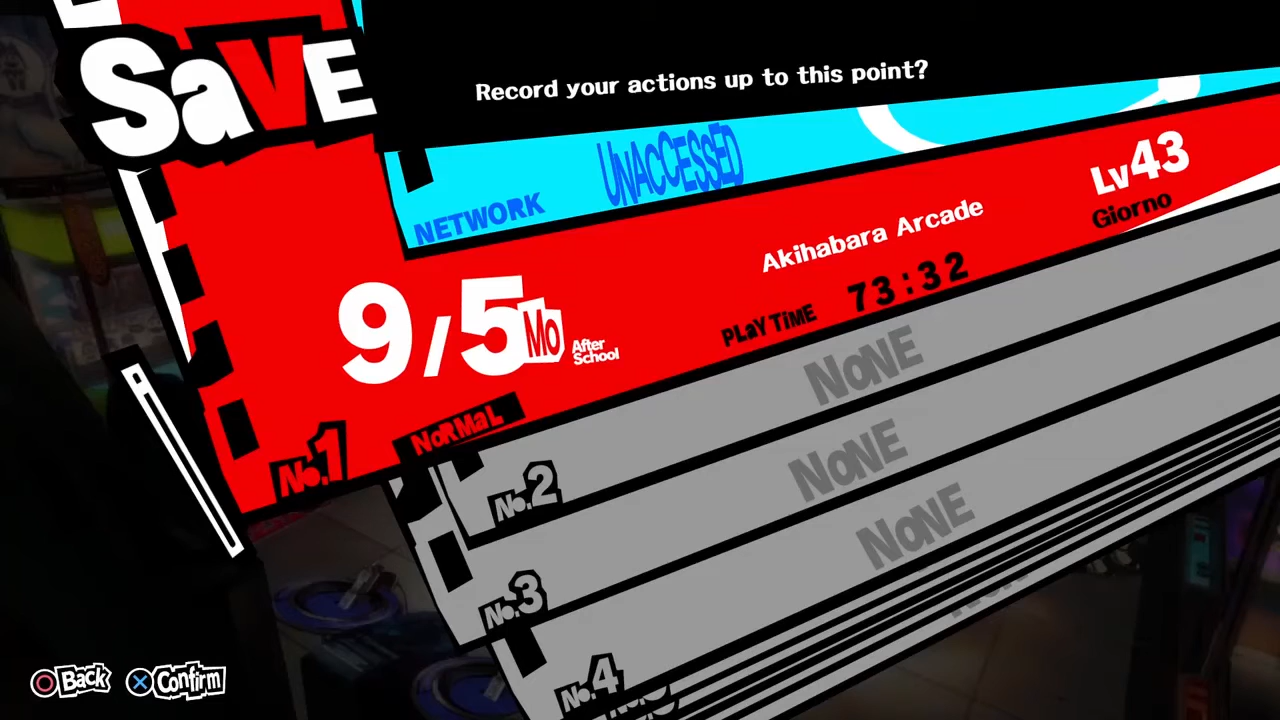 SaVE
Record your actions up to this point?
NETWORK
UNACCESSED
Lv43
Giorno
Akihabara Arcade
PLaY TiME 73:32
9/5 Mo
After
School
No.1
NoRMaL
NoNE
No.2
NoNE
No.3
NoNE
No.4
Back
Confirm